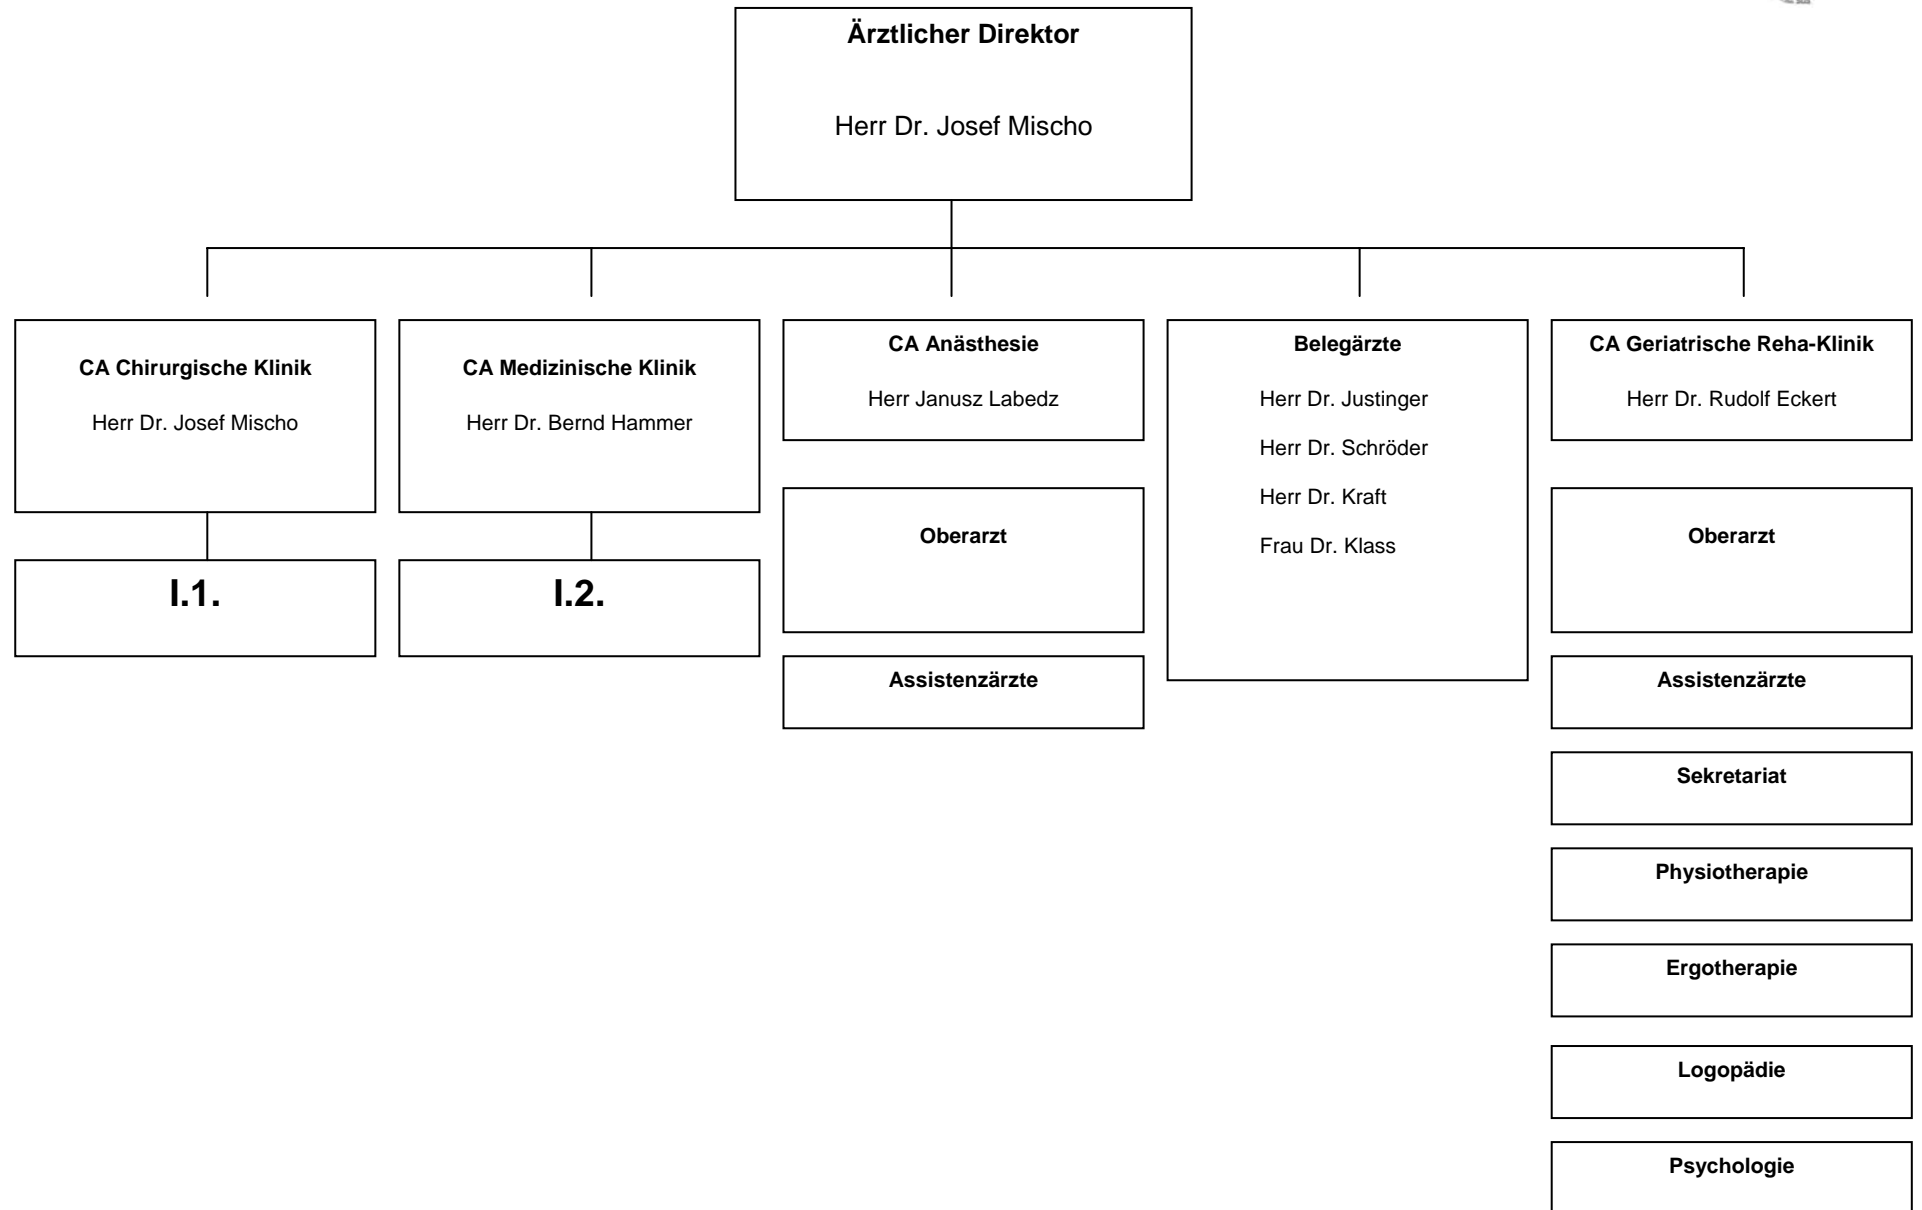 Ärztlicher Direktor
Herr Dr. Josef Mischo
CA Chirurgische Klinik
Herr Dr. Josef Mischo
I.1.
CA Medizinische Klinik
Herr Dr. Bernd Hammer
I.2.
CA Anästhesie
Herr Janusz Labedz
Oberarzt
Assistenzärzte
Belegärzte
Herr Dr. Justinger
Herr Dr. Schröder
Herr Dr. Kraft
Frau Dr. Klass
CA Geriatrische Reha-Klinik
Herr Dr. Rudolf Eckert
Oberarzt
Assistenzärzte
Sekretariat
Physiotherapie
Ergotherapie
Logopädie
Psychologie